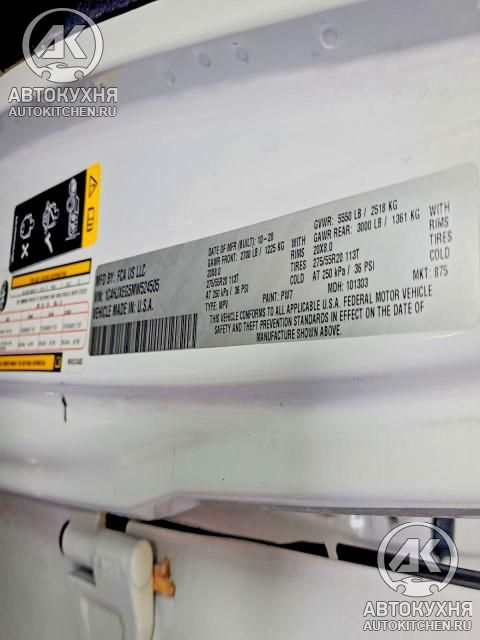 АК
АВТОКУХНЯ
AUTOKITCHEN.RU
MFD BY: FCA US LLC
VEHICLE MADE IN: U.S.A.
DATE OF MFR (BUILT): 10-20
GVWR: 5550 LB / 2518 KG
GAWR FRONT: 2700 LB / 1225 KG
GAWR REAR: 3000 LB / 1361 KG
WITH
20X8.0
RIMS
20X8.0
WITH
275/55R20 113T
TIRES
275/55R20 113T
RIMS
AT 250 kPa / 36 PSI
COLD
AT 250 kPa / 36 PSI
TIRES
COLD
TYPE: MPV
PAINT: PW7
MDH: 101303
MKT: 875
THIS VEHICLE CONFORMS TO ALL APPLICABLE U.S.A. FEDERAL MOTOR VEHICLE
SAFETY AND THEFT PREVENTION STANDARDS IN EFFECT ON THE DATE OF
MANUFACTURE SHOWN ABOVE.
АК
АВТОКУХНЯ
AUTOKITCHEN.RU